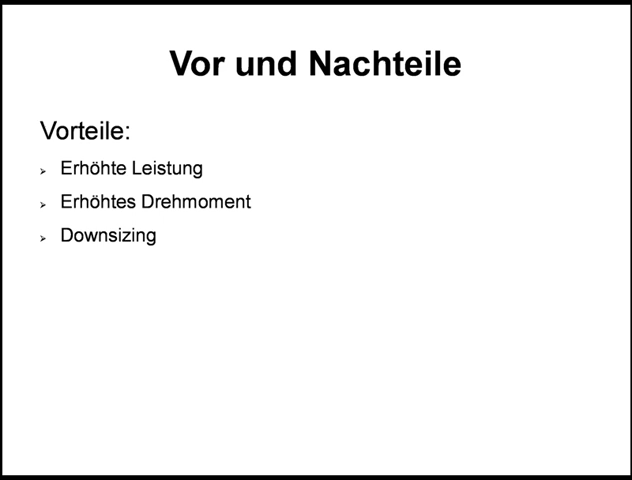 Vor und Nachteile
Vorteile:
Erhöhte Leistung
Erhöhtes Drehmoment
Downsizing